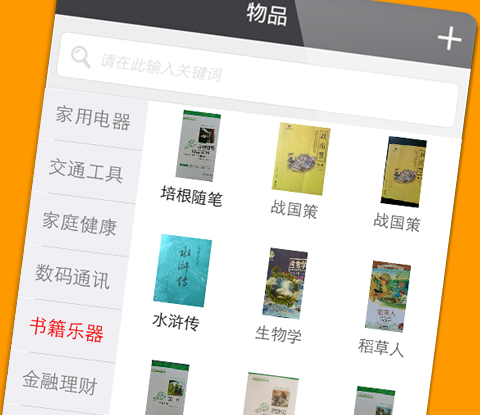 物品
请在此输入关键词
家用电器
交通工具
家庭健康
数码通讯
书籍乐器
金融理财
培根随笔
战国策
战国策
水浒传
生物学
稻草人